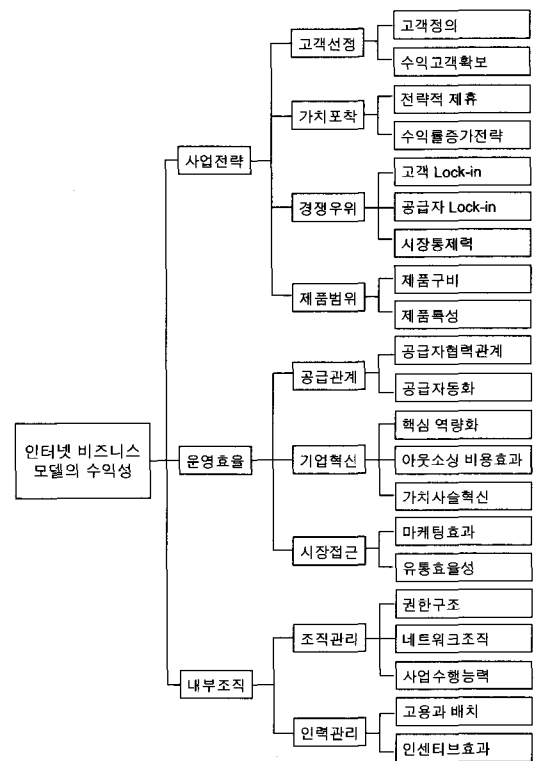 고객정의
고객선정
수익고객확보
전략적 제휴
가치포착
수익률증가전략
사업전략
고객 Lock-in
경쟁우위
공급자 Lock-in
시장통제력
제품구비
제품범위
제품특성
공급자협력관계
공급관계
공급자동화
핵심 역량화
인터넷 비즈니스
모델의 수익성
운영효율
기업혁신
아웃소싱 비용효과
가치사슬혁신
마케팅효과
시장접근
유통효율성
권한구조
조직관리
네트워크조직
사업수행능력
내부조직
고용과 배치
인력관리
인센티브효과